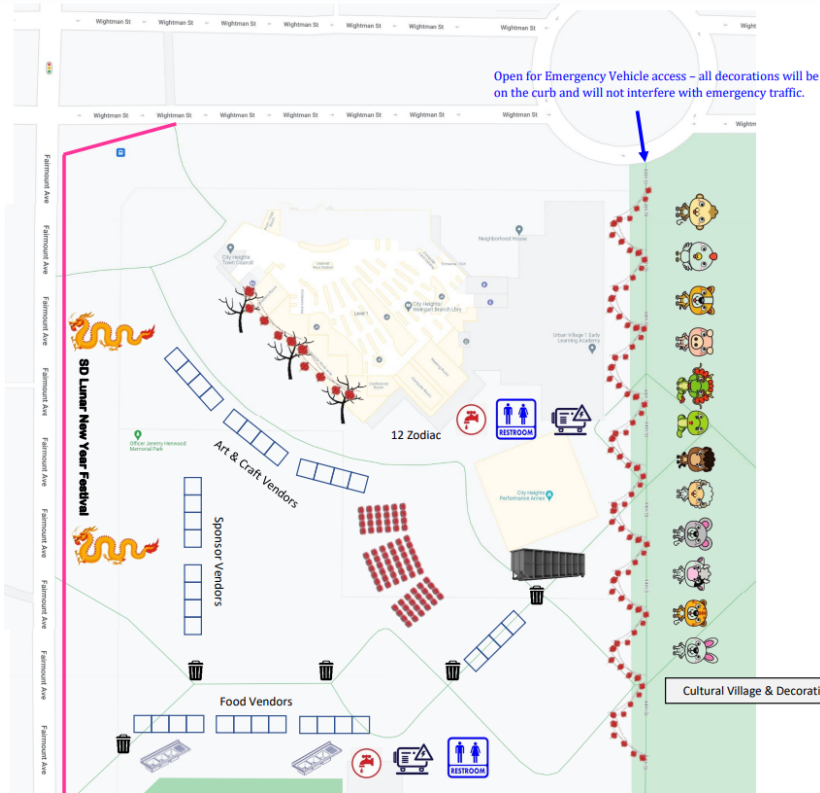 Wightman St Wightman St Wightman St Wightman St Wightman St Wightman St Wightman St
Open for Emergency Vehicle access – all decorations will be
on the curb and will not interfere with emergency traffic.
Wightman St Wightman St Wightman St Wightman St Wightman St Wightman St
Fairmount Ave
Fairmount Ave
Fairmount Ave
Fairmount Ave
Fairmount Ave
Fairmount Ave
Fairmount Ave
Fairmount Ave
Fairmount Ave
Neighborhood House
City Heights
Town Council
Level 1
City Heights/
Weingart Branch Library
Urban Village 1 Early
Learning Academy
SD Lunar New Year Festival
12 Zodiac
RESTROOM
Officer Jeremy Henwood
Memorial Park
Art & Craft Vendors
City Heights
Performance Annex
Sponsor Vendors
Cultural Village & Decorati
Food Vendors
RESTROOM